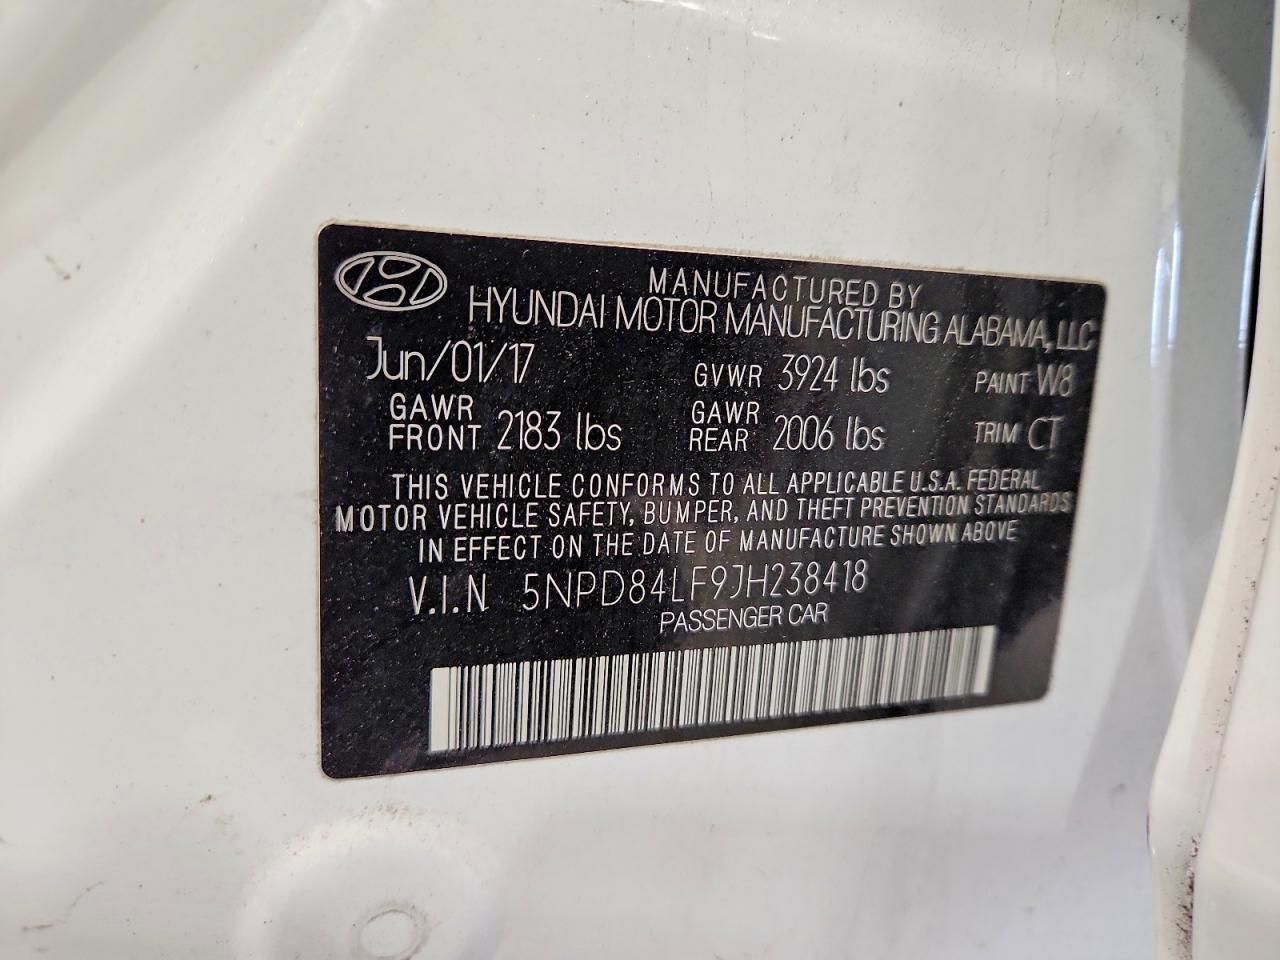 MANUFACTURED BY
HYUNDAI MOTOR MANUFACTURING ALABAMA, LLC
Jun/01/17 GVWR 3924 lbs PAINT W8
GAWR FRONT 2183 lbs GAWR REAR 2006 lbs TRIM CT
THIS VEHICLE CONFORMS TO ALL APPLICABLE U.S.A. FEDERAL
MOTOR VEHICLE SAFETY, BUMPER, AND THEFT PREVENTION STANDARDS
IN EFFECT ON THE DATE OF MANUFACTURE SHOWN ABOVE
V.I.N. 5NPD84LF9JH238418
PASSENGER CAR